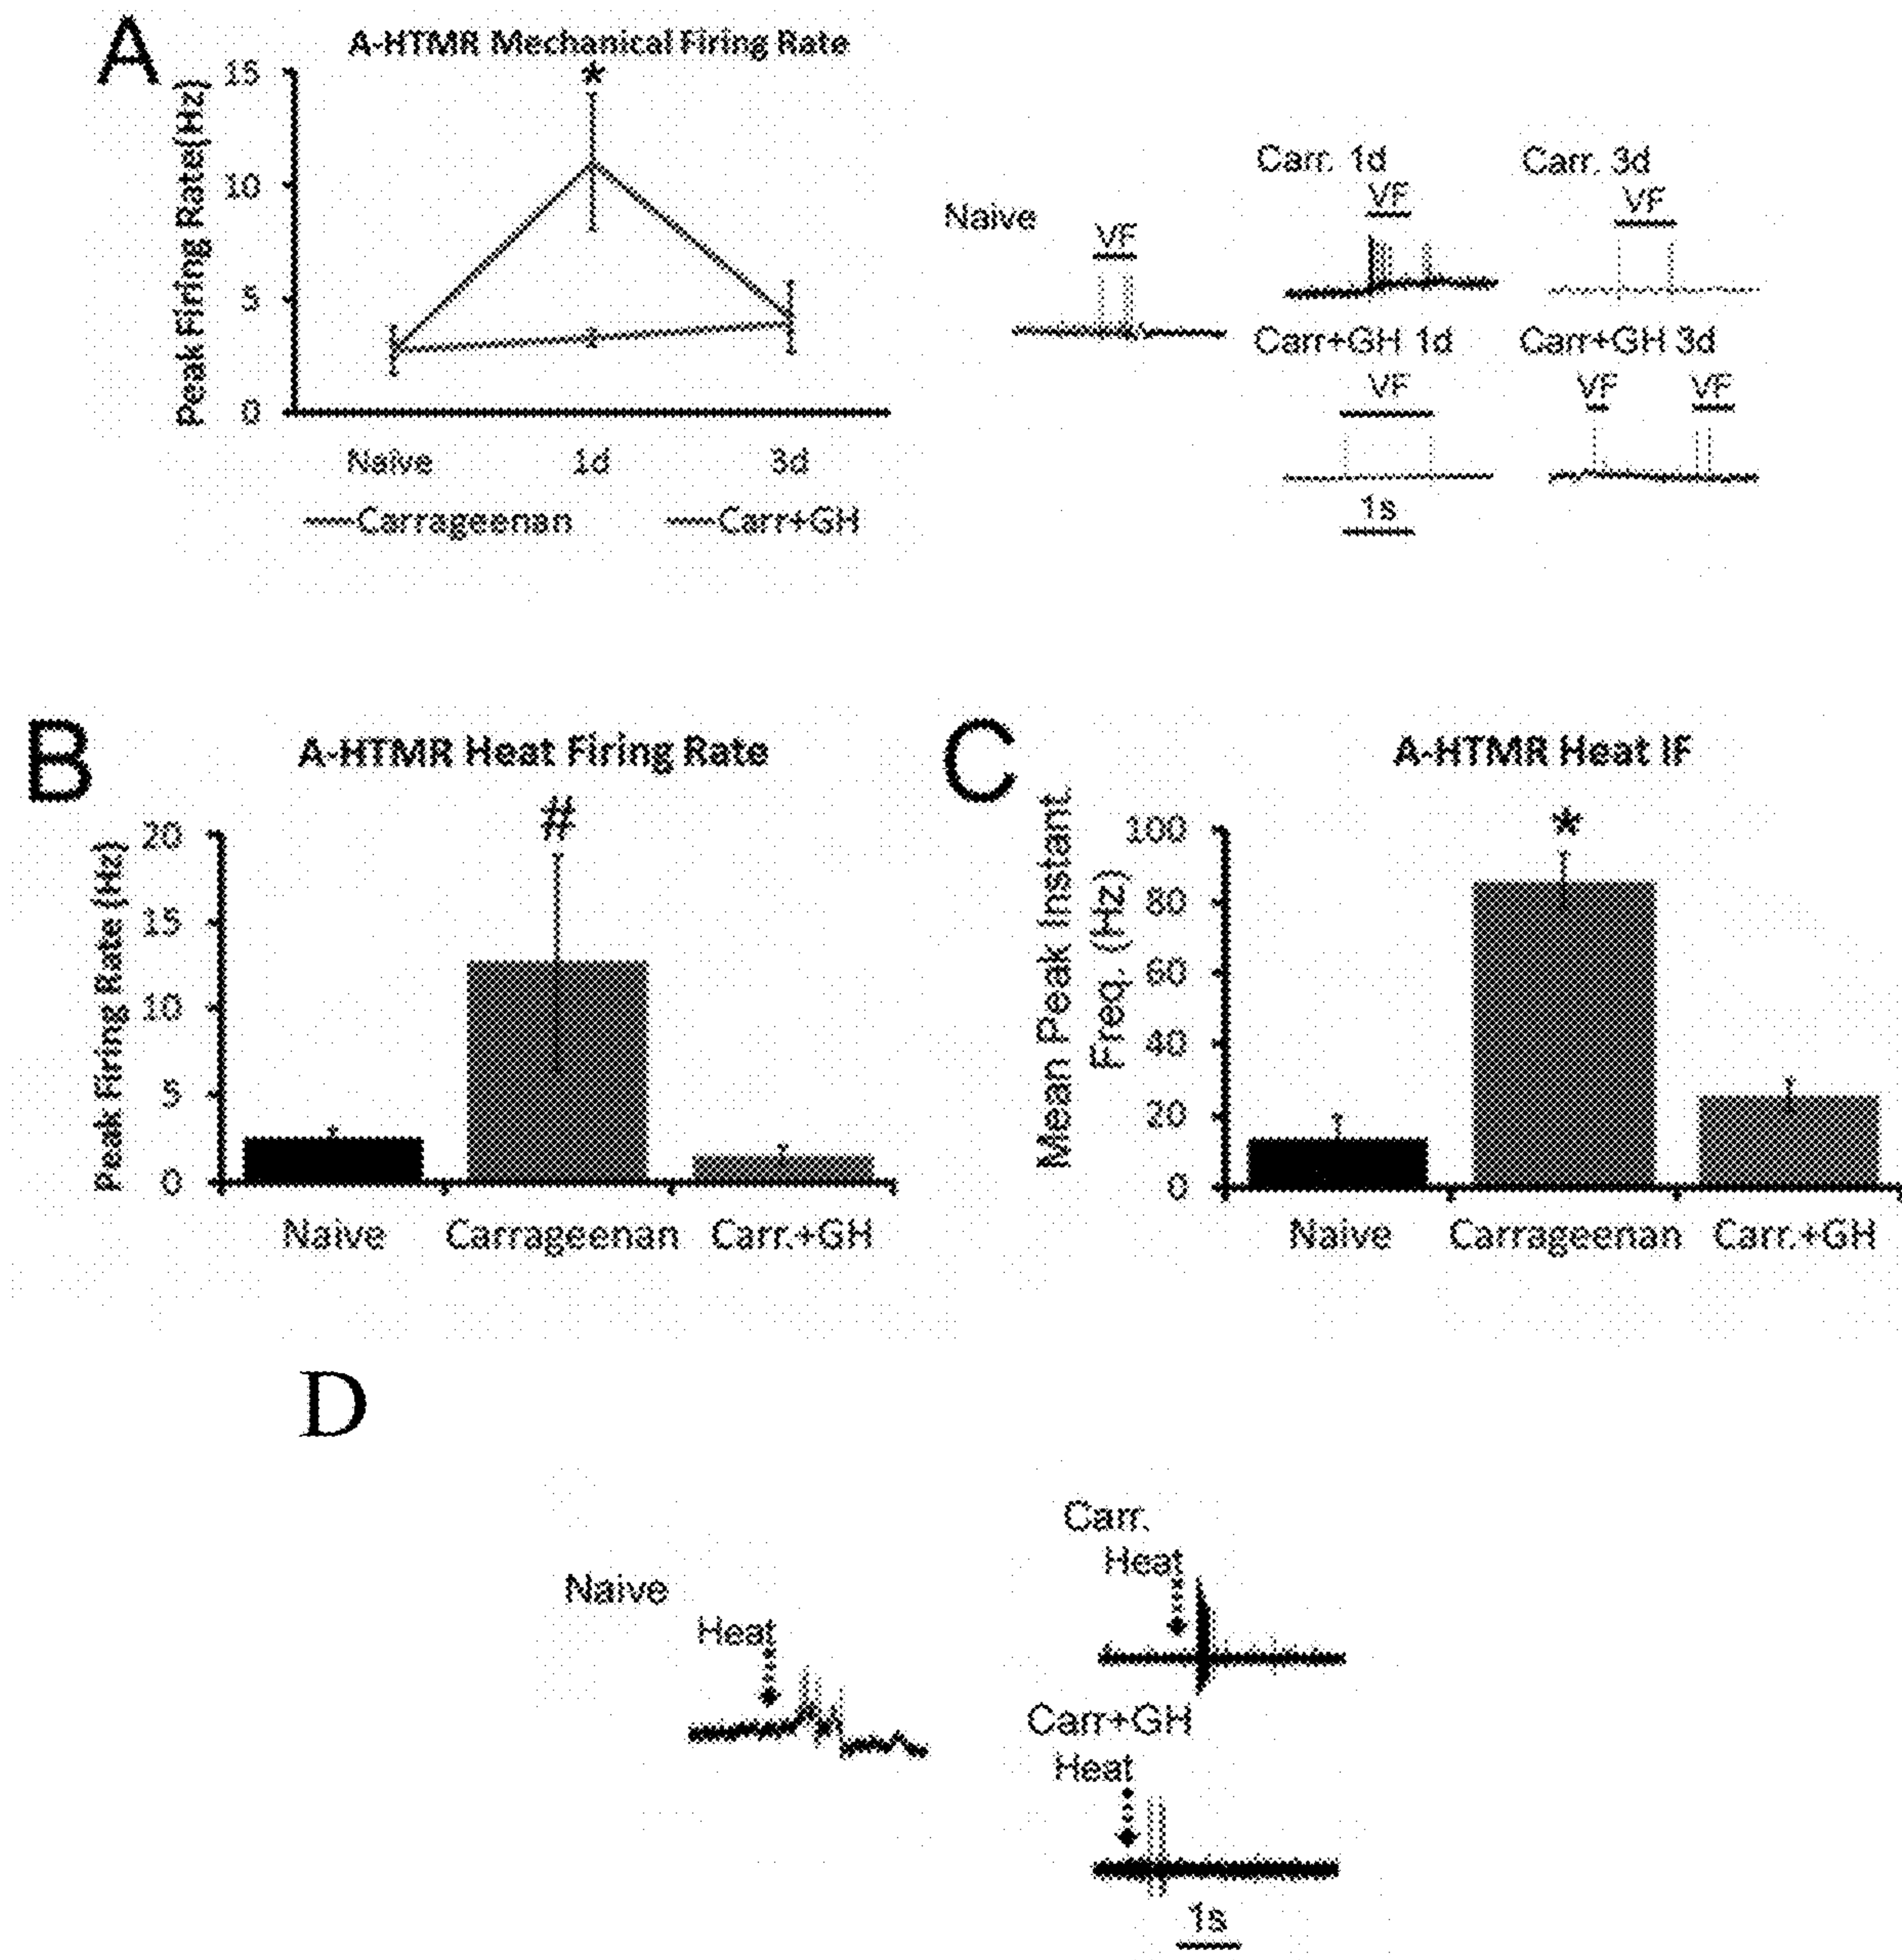 A
A-HTMR Mechanical Firing Rate
*
Peak Firing Rate(Hz)
15
10
5
0
Naive 1d 3d
Carrageenan Carr+GH
Naive
VF
Carr. 1d
VF
Carr. 3d
VF
Carr+GH 1d
VF
Carr+GH 3d
VF VF
1s
B
A-HTMR Heat Firing Rate
#
Peak Firing Rate (Hz)
20
15
10
5
0
Naive Carrageenan Carr.+GH
C
A-HTMR Heat IF
*
Mean Peak Instant.
Freq. (Hz)
100
80
60
40
20
0
Naive Carrageenan Carr.+GH
D
Naive
Heat
Carr.
Heat
Carr+GH
Heat
1s